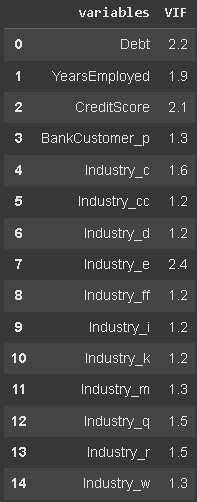 variables VIF
0 Debt 2.2
1 YearsEmployed 1.9
2 CreditScore 2.1
3 BankCustomer_p 1.3
4 Industry_c 1.6
5 Industry_cc 1.2
6 Industry_d 1.2
7 Industry_e 2.4
8 Industry_ff 1.2
9 Industry_i 1.2
10 Industry_k 1.2
11 Industry_m 1.3
12 Industry_q 1.5
13 Industry_r 1.5
14 Industry_w 1.3